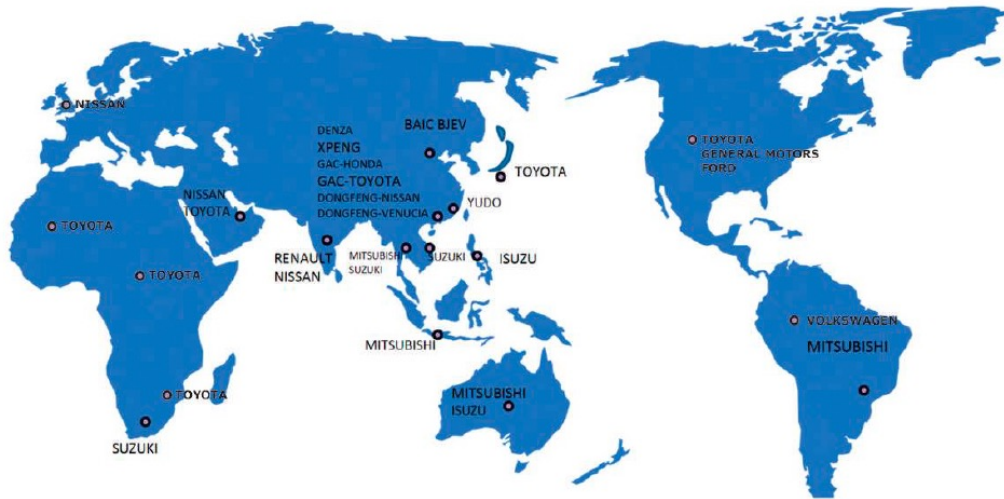 NISSAN
DENZA
XPENG
GAC-HONDA
GAC-TOYOTA
DONGFENG-NISSAN
DONGFENG-VENUCIA
BAIC BJEV
TOYOTA
YUDO
NISSAN
TOYOTA
TOYOTA
TOYOTA
RENAULT
NISSAN
MITSUBISHI
SUZUKI
SUZUKI
ISUZU
MITSUBISHI
TOYOTA
SUZUKI
MITSUBISHI
ISUZU
TOYOTA
GENERAL MOTORS
FORD
VOLKSWAGEN
MITSUBISHI